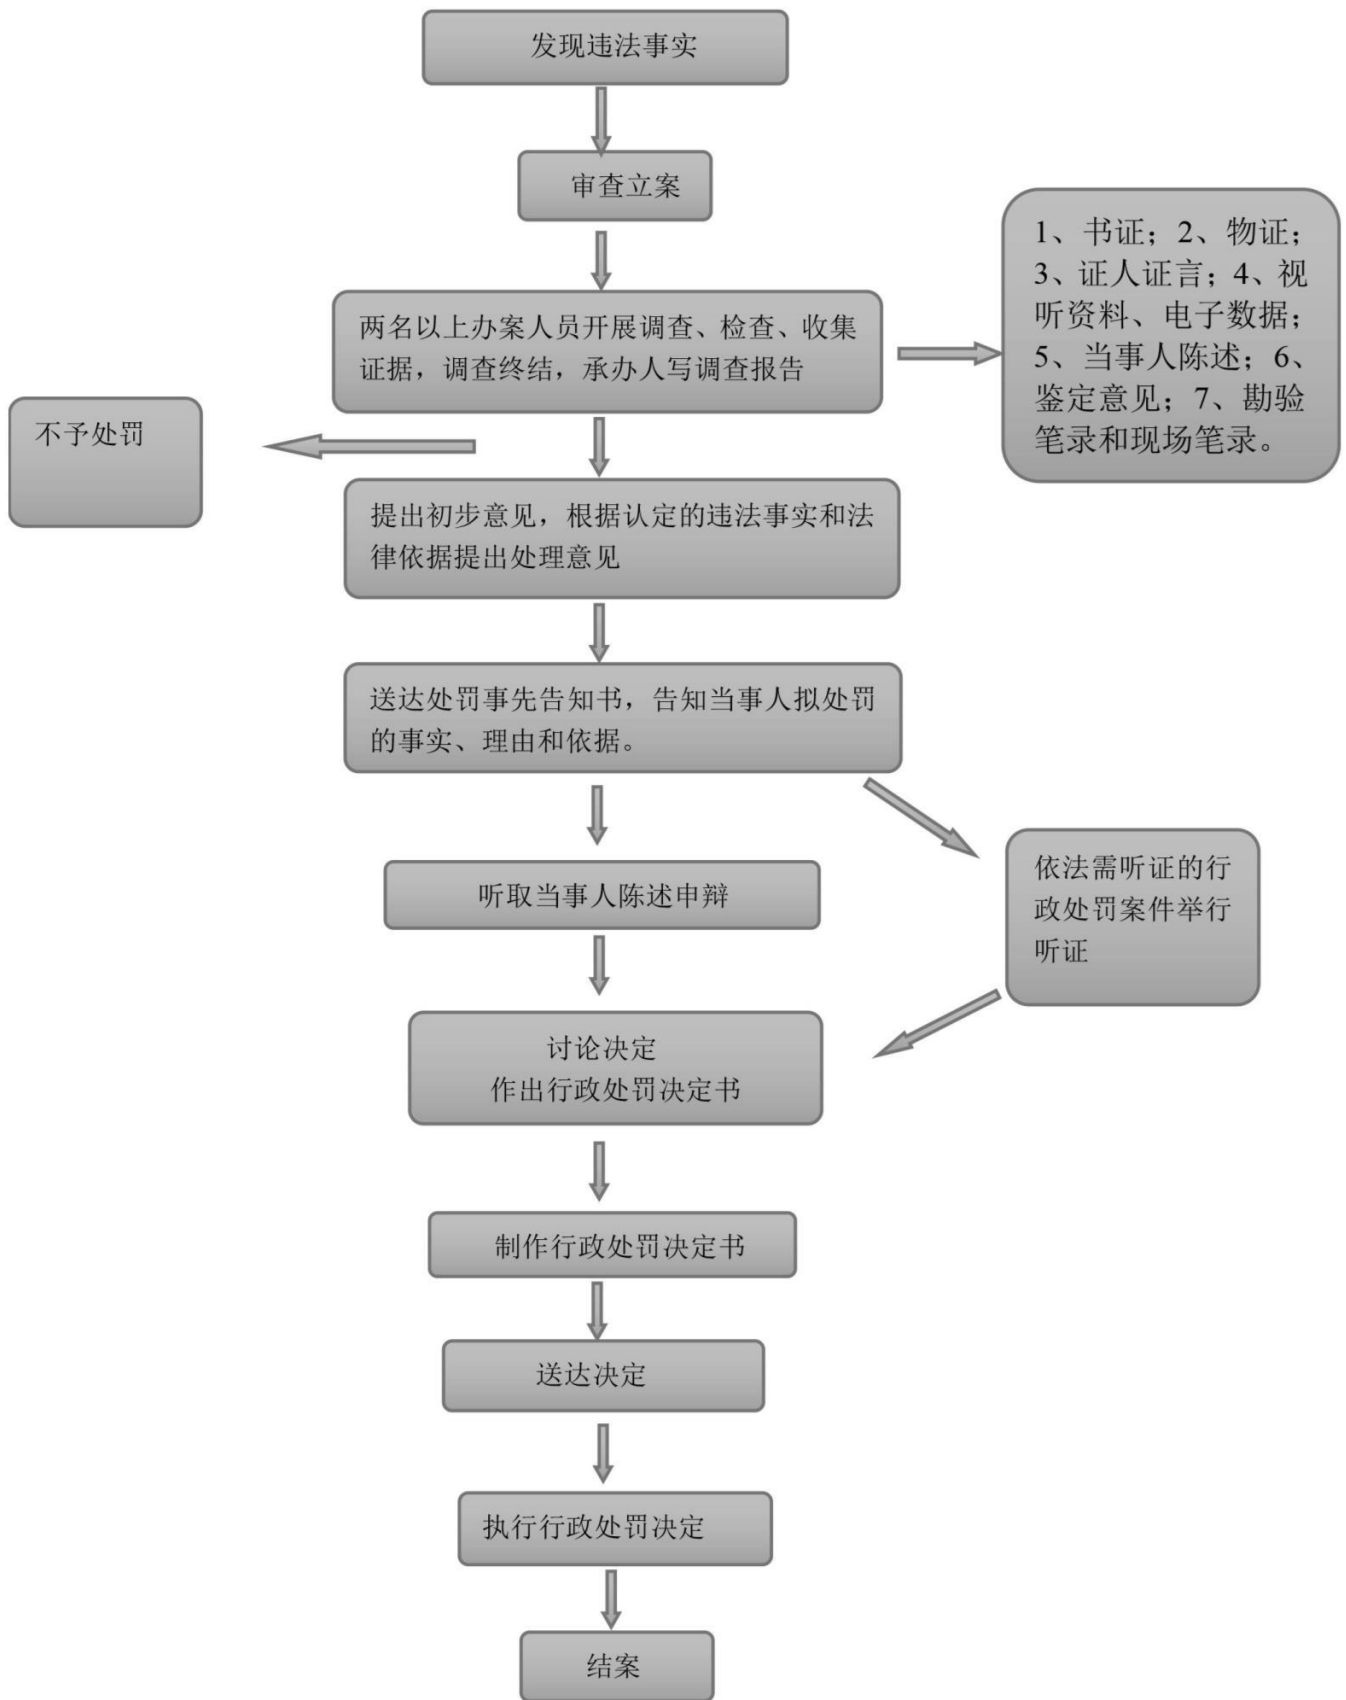 发现违法事实
审查立案
1、书证；2、物证；
3、证人证言；4、视
听资料、电子数据；
5、当事人陈述；6、
鉴定意见；7、勘验
笔录和现场笔录。
两名以上办案人员开展调查、检查、收集
证据，调查终结，承办人写调查报告
不予处罚
提出初步意见，根据认定的违法事实和法
律依据提出处理意见
送达处罚事先告知书，告知当事人拟处罚
的事实、理由和依据。
听取当事人陈述申辩
依法需听证的行
政处罚案件举行
听证
讨论决定
作出行政处罚决定书
制作行政处罚决定书
送达决定
执行行政处罚决定
结案